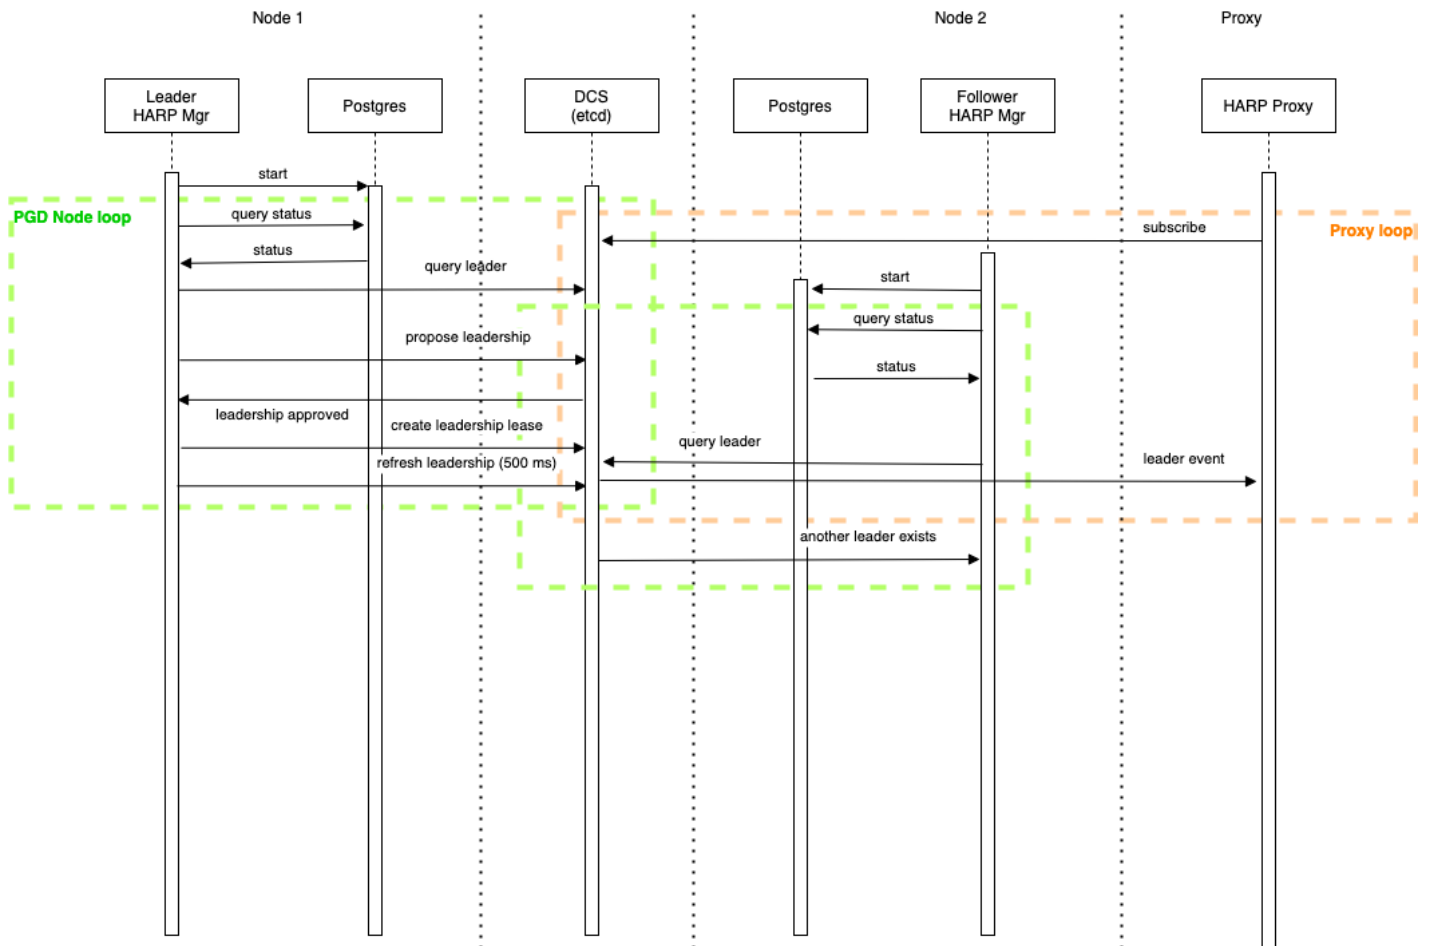 Node 1
Node 2
Proxy
Leader
HARP Mgr
Postgres
DCS
(etcd)
Postgres
Follower
HARP Mgr
HARP Proxy
start
PGD Node loop
query status
subscribe
Proxy loop
status
query leader
start
query status
propose leadership
status
leadership approved
create leadership lease
query leader
refresh leadership (500 ms)
leader event
another leader exists